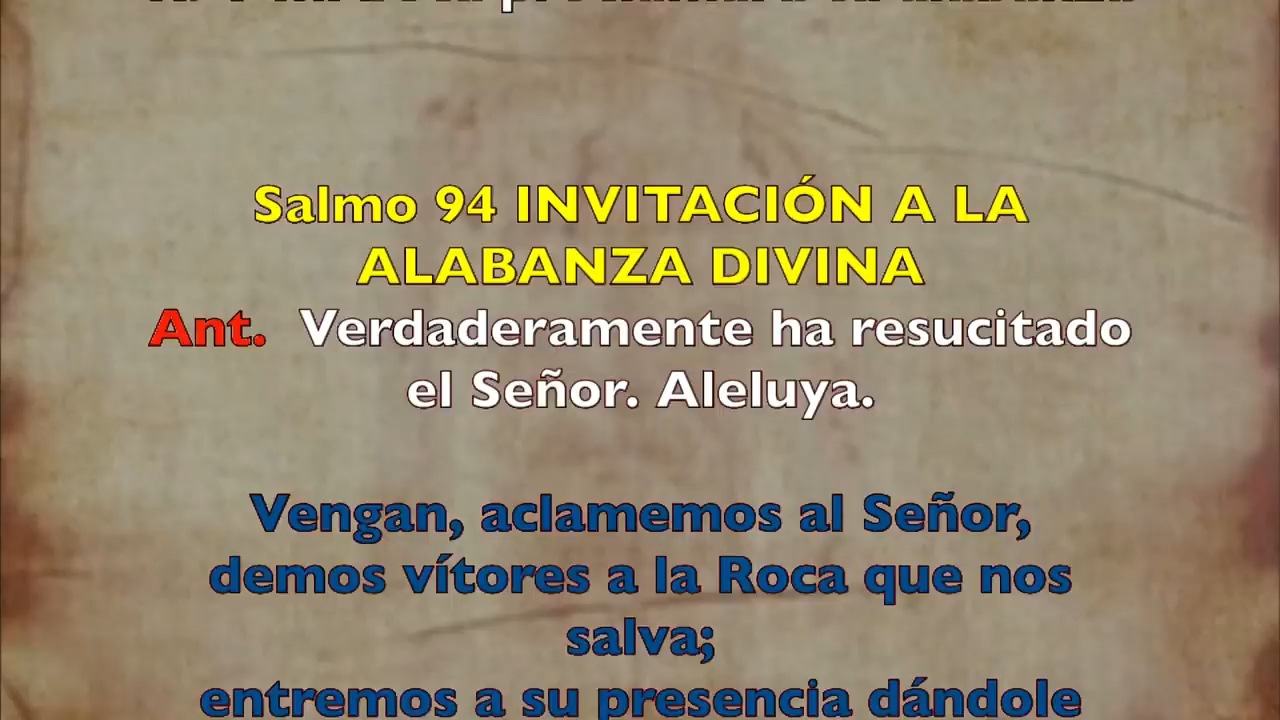 Salmo 94 INVITACIÓN A LA
ALABANZA DIVINA
Ant. Verdaderamente ha resucitado
el Señor. Aleluya.
Vengan, aclamemos al Señor,
demos vítores a la Roca que nos
salva;
entremos a su presencia dándole